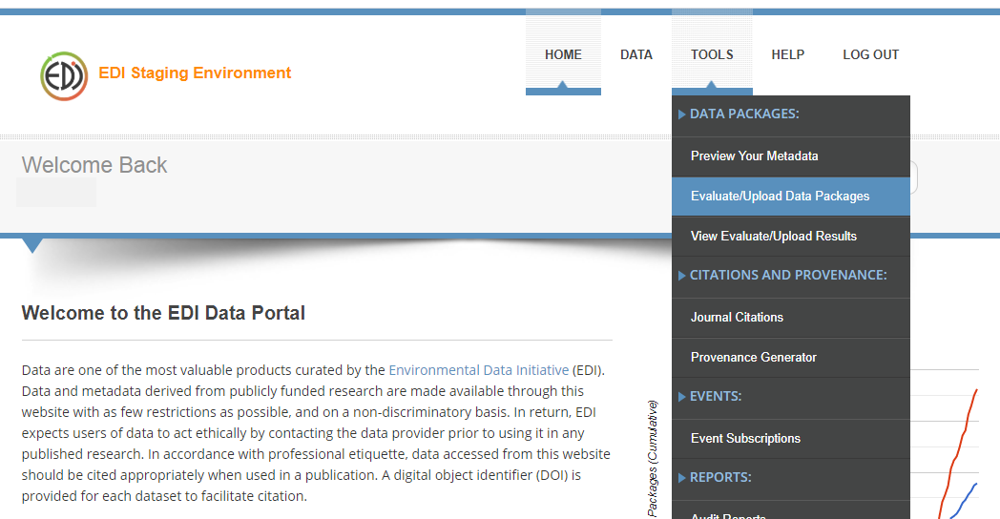 EDI EDI Staging Environment
HOME DATA TOOLS HELP LOG OUT
Welcome Back
DATA PACKAGES:
Preview Your Metadata
Evaluate/Upload Data Packages
View Evaluate/Upload Results
CITATIONS AND PROVENANCE:
Journal Citations
Provenance Generator
EVENTS:
Event Subscriptions
REPORTS:
Audit Reports
Welcome to the EDI Data Portal
Data are one of the most valuable products curated by the Environmental Data Initiative (EDI).
Data and metadata derived from publicly funded research are made available through this
website with as few restrictions as possible, and on a non-discriminatory basis. In return, EDI
expects users of data to act ethically by contacting the data provider prior to using it in any
published research. In accordance with professional etiquette, data accessed from this website
should be cited appropriately when used in a publication. A digital object identifier (DOI) is
provided for each dataset to facilitate citation.
Packages (Cumulative)